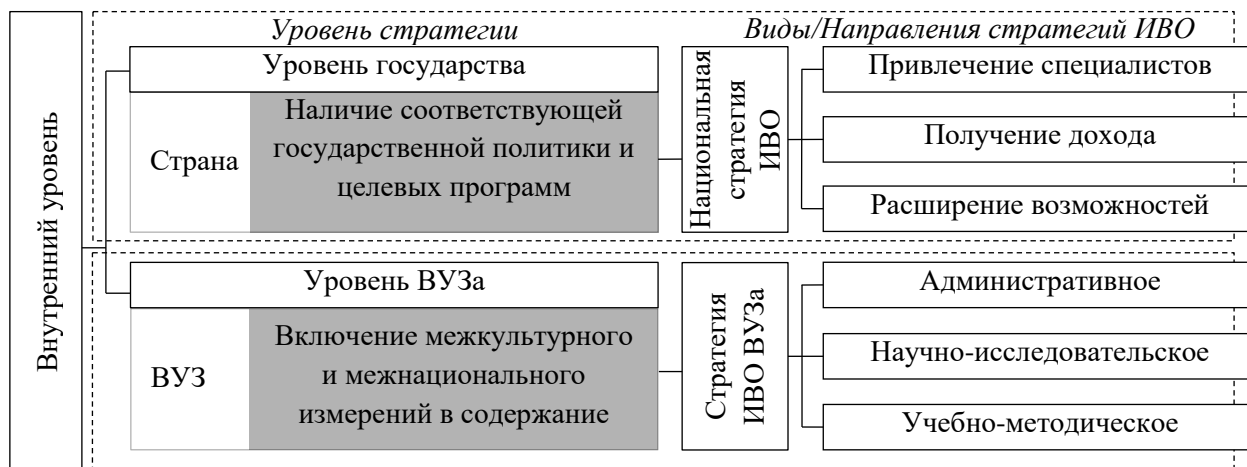 Внутренний уровень
Уровень стратегии
Виды/Направления стратегий ИВО
Уровень государства
Страна
Наличие соответствующей
государственной политики и
целевых программ
Национальная
стратегия
ИВО
Привлечение специалистов
Получение дохода
Расширение возможностей
Уровень ВУЗа
ВУЗ
Включение межкультурного
и межнационального
измерений в содержание
Стратегия
ИВО ВУЗа
Административное
Научно-исследовательское
Учебно-методическое